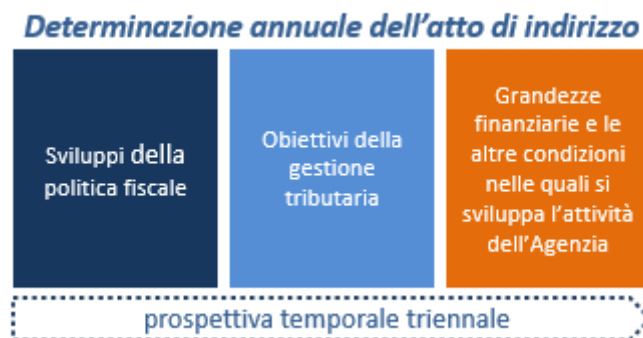 Determinazione annuale dell'atto di indirizzo
Sviluppi della
politica fiscale
Obiettivi della
gestione
tributaria
Grandezze
finanziarie e le
altre condizioni
nelle quali si
sviluppa l'attività
dell'Agenzia
prospettiva temporale triennale